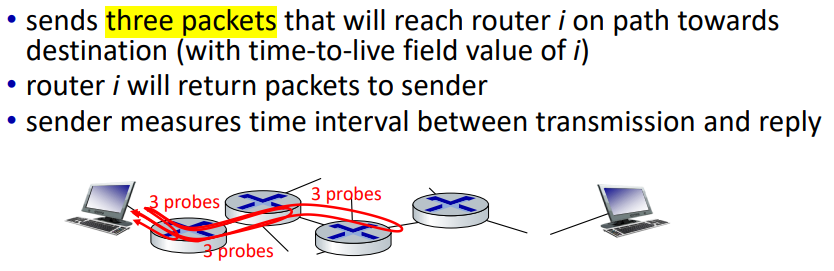 • sends three packets that will reach router i on path towards
destination (with time-to-live field value of i)
• router i will return packets to sender
• sender measures time interval between transmission and reply
3 probes
3 probes
3 probes